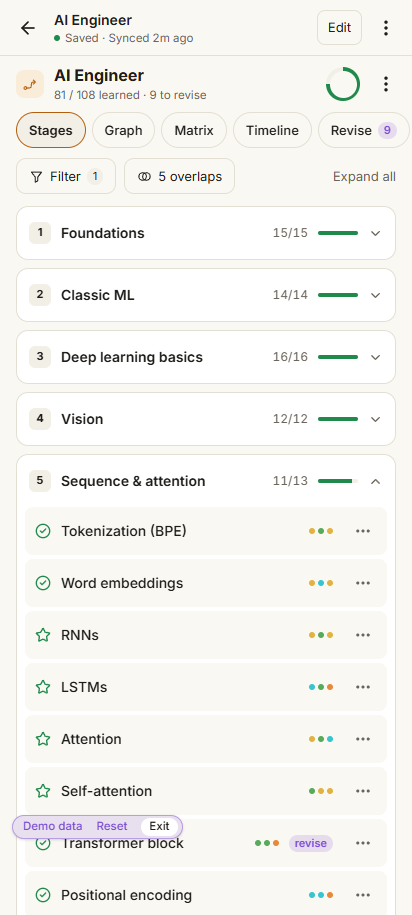 AI Engineer
Saved · Synced 2m ago
Edit
AI Engineer
81 / 108 learned · 9 to revise
Stages
Graph
Matrix
Timeline
Revise 9
Filter 1
5 overlaps
Expand all
1 Foundations 15/15
2 Classic ML 14/14
3 Deep learning basics 16/16
4 Vision 12/12
5 Sequence & attention 11/13
Tokenization (BPE)
Word embeddings
RNNs
LSTMs
Attention
Self-attention
Demo data Reset Exit
Transformer block revise
Positional encoding